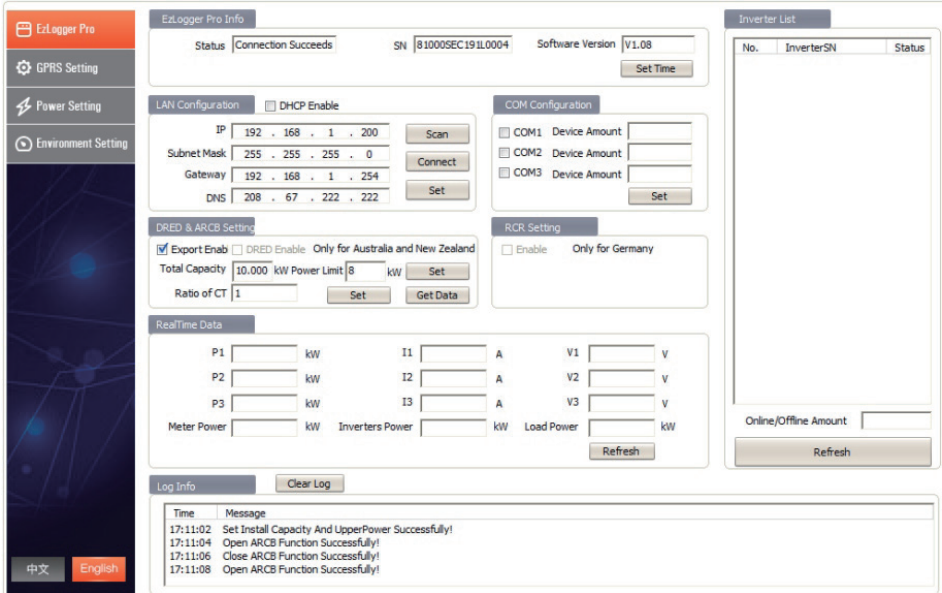 EzLogger Pro
GPRS Setting
Power Setting
Environment Setting
中文 English
EzLogger Pro Info
Status Connection Succeeds SN 81000SEC191L0004 Software Version V1.08
Set Time
LAN Configuration DHCP Enable
IP 192 . 168 . 1 . 200 Scan
Subnet Mask 255 . 255 . 255 . 0 Connect
Gateway 192 . 168 . 1 . 254
DNS 208 . 67 . 222 . 222 Set
COM Configuration
COM1 Device Amount
COM2 Device Amount
COM3 Device Amount
Set
DRED & ARCB Setting
Export Enab DRED Enable Only for Australia and New Zealand
Total Capacity 10.000 kW Power Limit 8 kW Set
Ratio of CT 1 Set Get Data
RCR Setting
Enable Only for Germany
RealTime Data
P1 kW I1 A V1 V
P2 kW I2 A V2 V
P3 kW I3 A V3 V
Meter Power kW Inverters Power kW Load Power kW
Refresh
Inverter List
No. InverterSN Status
Online/Offline Amount
Refresh
Log Info Clear Log
Time Message
17:11:02 Set Install Capacity And UpperPower Successfully!
17:11:04 Open ARCB Function Successfully!
17:11:06 Close ARCB Function Successfully!
17:11:08 Open ARCB Function Successfully!